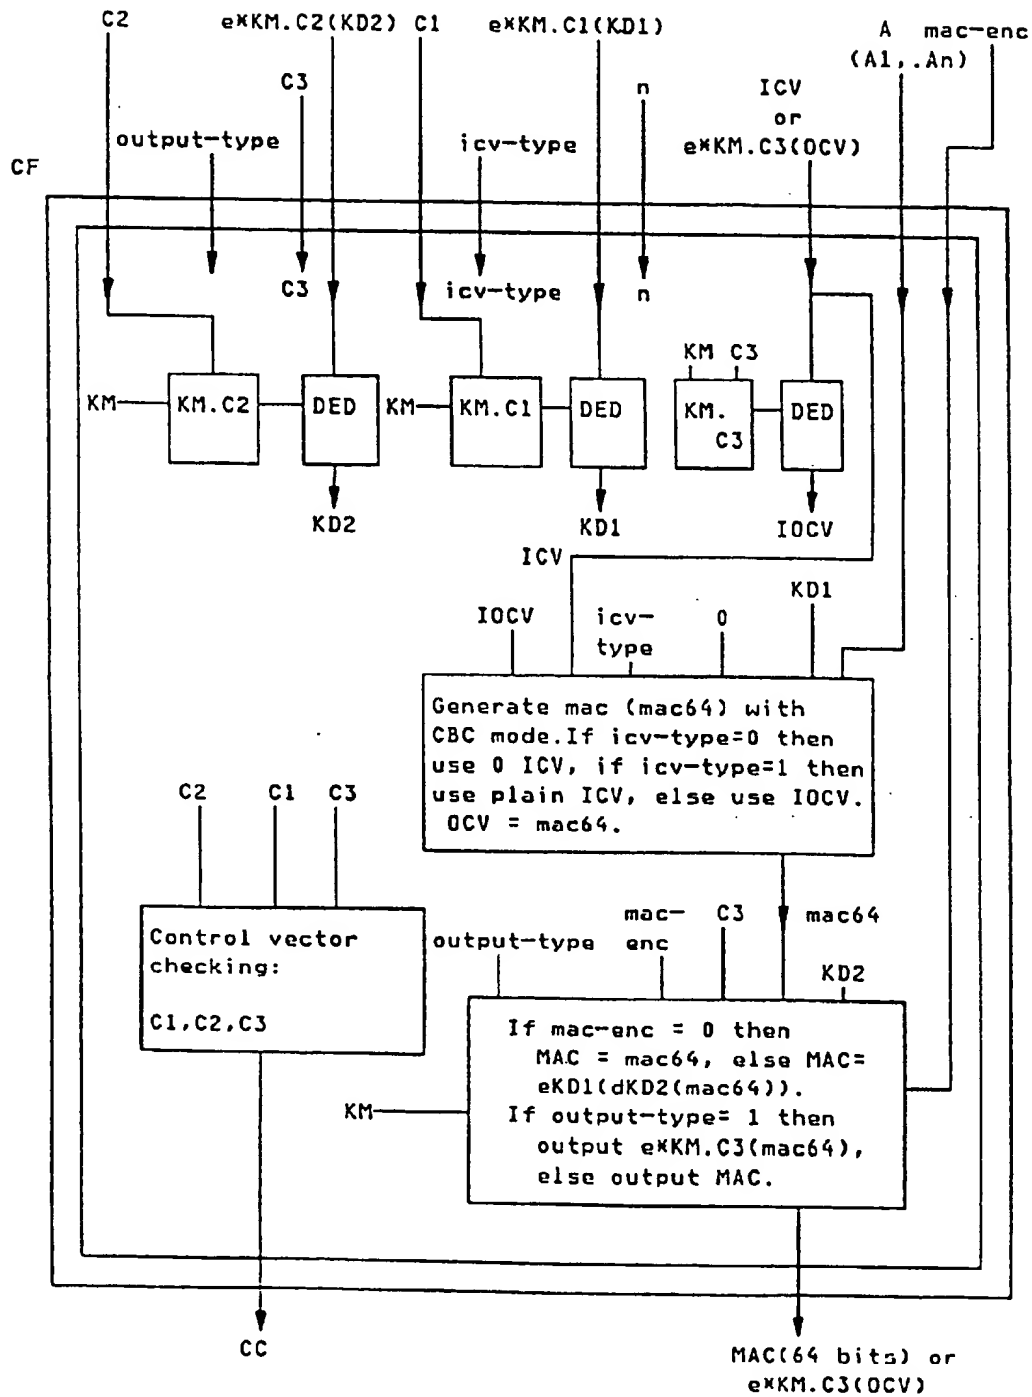 C2 e*KM.C2(KD2) C1 e*KM.C1(KD1) A mac-enc
(A1,.An)
C3 n ICV
or
output-type icv-type e*KM.C3(OCV)
CF
C3 icv-type n
KM C3
KM KM.C2 DED KM KM.C1 DED KM. DED
C3
KD2 KD1 IOCV
ICV
KD1
IOCV icv- 0
type
Generate mac (mac64) with
CBC mode.If icv-type=0 then
use 0 ICV, if icv-type=1 then
use plain ICV, else use IOCV.
OCV = mac64.
C2 C1 C3
mac- C3 mac64
output-type enc
KD2
Control vector
checking:
C1,C2,C3
If mac-enc = 0 then
MAC = mac64, else MAC=
eKD1(dKD2(mac64)).
KM
If output-type= 1 then
output e*KM.C3(mac64),
else output MAC.
CC
MAC(64 bits) or
e*KM.C3(OCV)